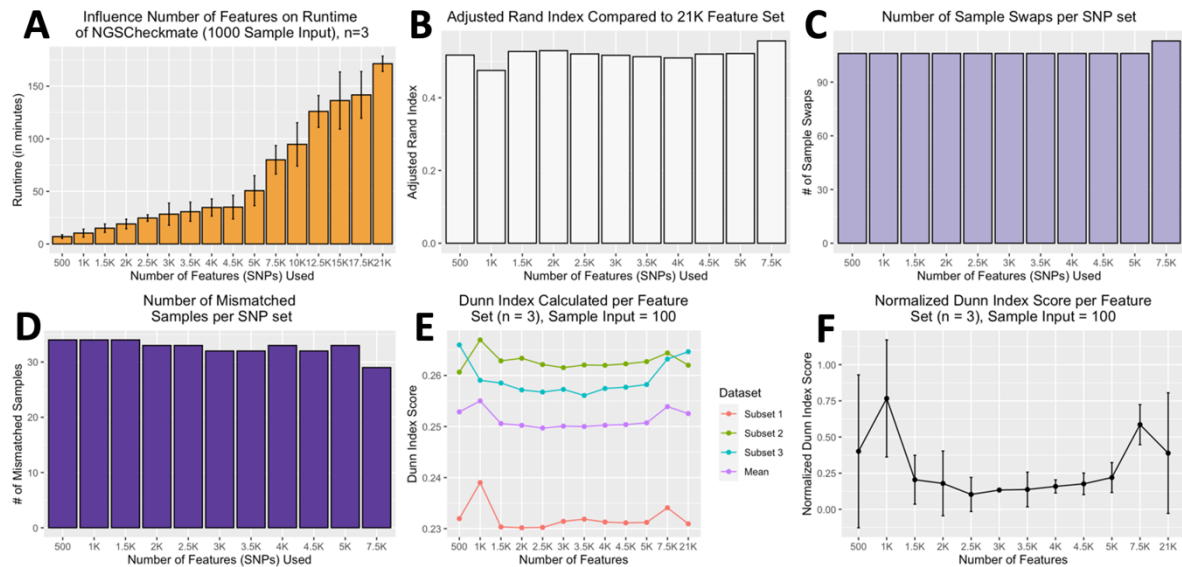 A
Influence Number of Features on Runtime
of NGSCheckmate (1000 Sample Input), n=3
Runtime (in minutes)
150
100
50
0
500 1K 1.5K 2K 2.5K 3K 3.5K 4K 4.5K 5K 7.5K 10K 12.5K 15K 17.5K 21K
Number of Features (SNPs) Used
B
Adjusted Rand Index Compared to 21K Feature Set
Adjusted Rand Index
0.4
0.2
0.0
500 1K 1.5K 2K 2.5K 3K 3.5K 4K 4.5K 5K 7.5K
Number of Features (SNPs) Used
C
Number of Sample Swaps per SNP set
# of Sample Swaps
90
60
30
0
500 1K 1.5K 2K 2.5K 3K 3.5K 4K 4.5K 5K 7.5K
Number of Features (SNPs) Used
D
Number of Mismatched
Samples per SNP set
# of Mismatched Samples
30
20
10
0
500 1K 1.5K 2K 2.5K 3K 3.5K 4K 4.5K 5K 7.5K
Number of Features (SNPs) Used
E
Dunn Index Calculated per Feature
Set (n = 3), Sample Input = 100
Dunn Index Score
0.26
0.25
0.24
0.23
500 1K 1.5K 2K 2.5K 3K 3.5K 4K 4.5K 5K 7.5K 21K
Number of Features
Dataset
Subset 1
Subset 2
Subset 3
Mean
F
Normalized Dunn Index Score per Feature
Set (n = 3), Sample Input = 100
Normalized Dunn Index Score
1.00
0.75
0.50
0.25
0.00
500 1K 1.5K 2K 2.5K 3K 3.5K 4K 4.5K 5K 7.5K 21K
Number of Features